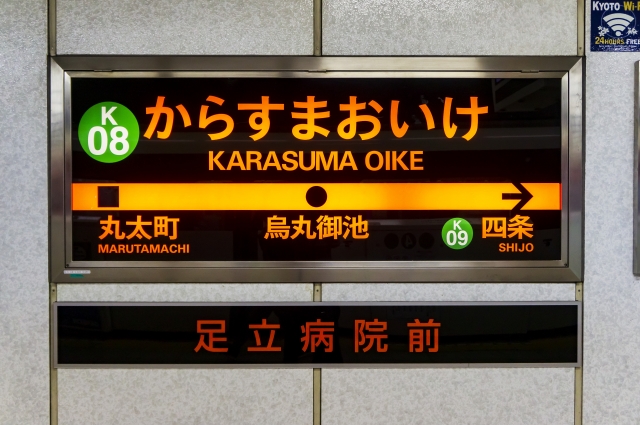 KYOTO Wi-F
24HOURS FREE
K
08
からすまおいけ
KARASUMA OIKE
丸太町
MARUTAMACHI
烏丸御池
K
09
四条
SHIJO
足立病院前